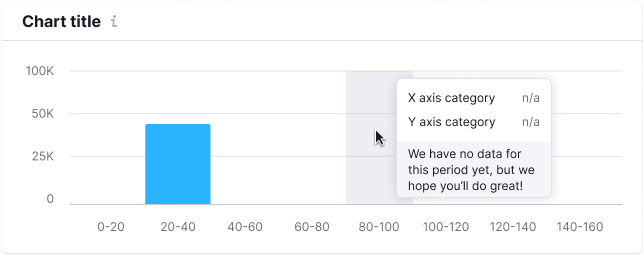 Chart title i
100K
50K
25K
0
X axis category n/a
Y axis category n/a
We have no data for
this period yet, but we
hope you'll do great!
0-20 20-40 40-60 60-80 80-100 100-120 120-140 140-160